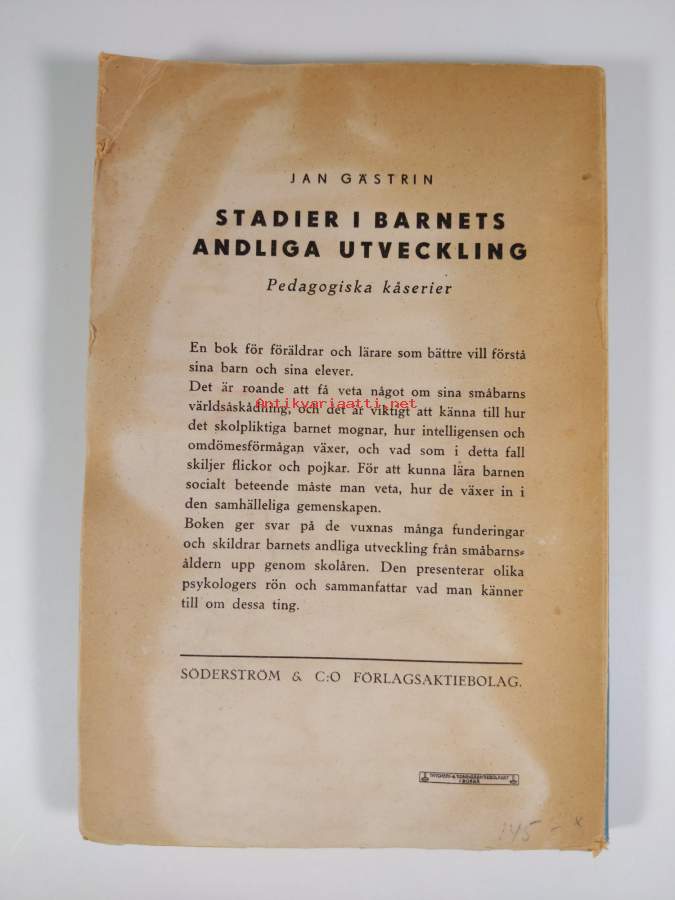 JAN GÄSTRIN
STADIER I BARNETS
ANDLIGA UTVECKLING
Pedagogiska kåserier
En bok för föräldrar och lärare som bättre vill förstå
sina barn och sina elever.
Det är roande att få veta något om sina småbarns
Antikvariaatti.net
världsåskådning, och det är viktigt att känna till hur
det skolpliktiga barnet mognar, hur intelligensen och
omdömesförmågan växer, och vad som i detta fall
skiljer flickor och pojkar. För att kunna lära barnen
socialt beteende måste man veta, hur de växer in i
den samhälleliga gemenskapen.
Boken ger svar på de vuxnas många funderingar
och skildrar barnets andliga utveckling från småbarns-
åldern upp genom skolåren. Den presenterar olika
psykologers rön och sammanfattar vad man känner
till om dessa ting.
SÖDERSTRÖM & C:O FÖRLAGSAKTIEBOLAG.
I BORGÅ
145 - x